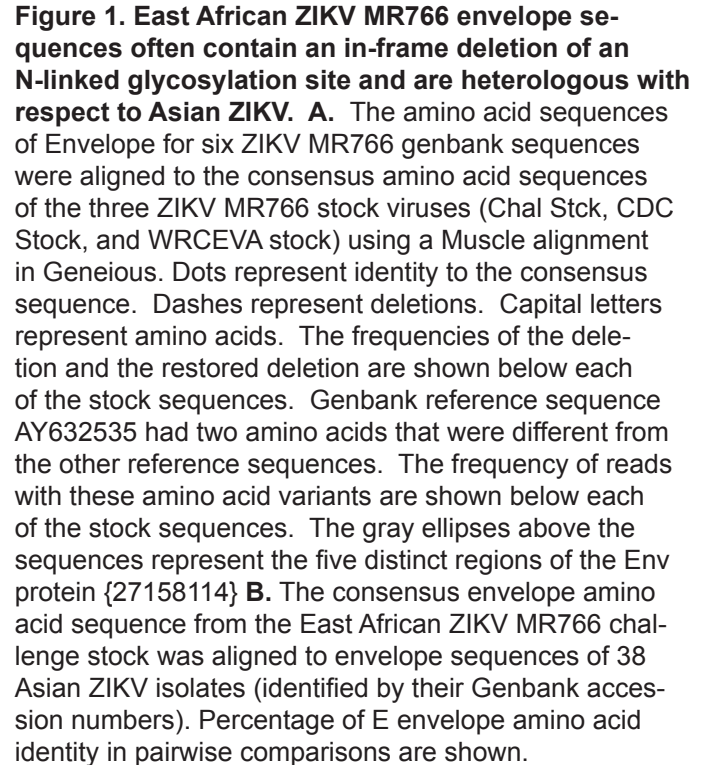 Figure 1. East African ZIKV MR766 envelope se-
quences often contain an in-frame deletion of an
N-linked glycosylation site and are heterologous with
respect to Asian ZIKV.  A.  The amino acid sequences
of Envelope for six ZIKV MR766 genbank sequences
were aligned to the consensus amino acid sequences
of the three ZIKV MR766 stock viruses (Chal Stck, CDC
Stock, and WRCEVA stock) using a Muscle alignment
in Geneious. Dots represent identity to the consensus
sequence.  Dashes represent deletions.  Capital letters
represent amino acids.  The frequencies of the dele-
tion and the restored deletion are shown below each
of the stock sequences.  Genbank reference sequence
AY632535 had two amino acids that were different from
the other reference sequences.  The frequency of reads
with these amino acid variants are shown below each
of the stock sequences.  The gray ellipses above the
sequences represent the five distinct regions of the Env
protein {27158114} B. The consensus envelope amino
acid sequence from the East African ZIKV MR766 chal-
lenge stock was aligned to envelope sequences of 38
Asian ZIKV isolates (identified by their Genbank acces-
sion numbers). Percentage of E envelope amino acid
identity in pairwise comparisons are shown.